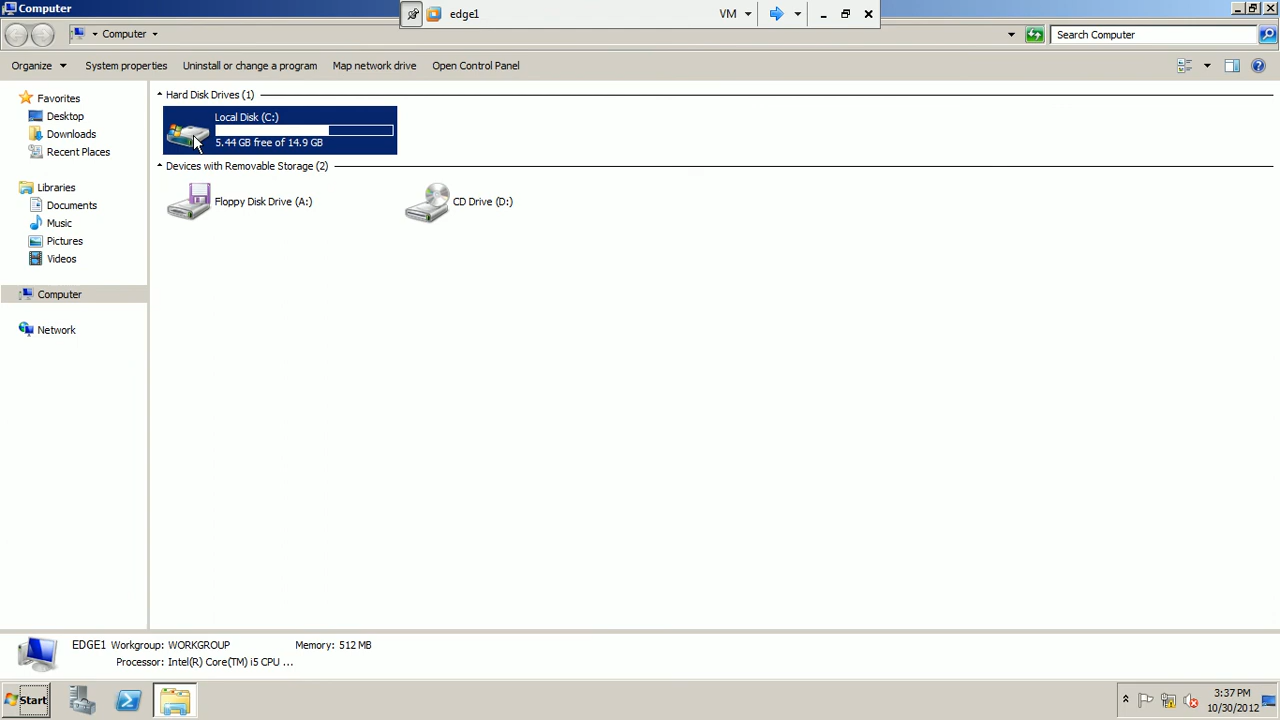 Computer
edge1
VM
Computer
Search Computer
Organize System properties Uninstall or change a program Map network drive Open Control Panel
Favorites
Desktop
Downloads
Recent Places
Libraries
Documents
Music
Pictures
Videos
Computer
Network
Hard Disk Drives (1)
Local Disk (C:)
5.44 GB free of 14.9 GB
Devices with Removable Storage (2)
Floppy Disk Drive (A:)
CD Drive (D:)
EDGE1 Workgroup: WORKGROUP Memory: 512 MB
Processor: Intel(R) Core(TM) i5 CPU ...
Start
3:37 PM
10/30/2012